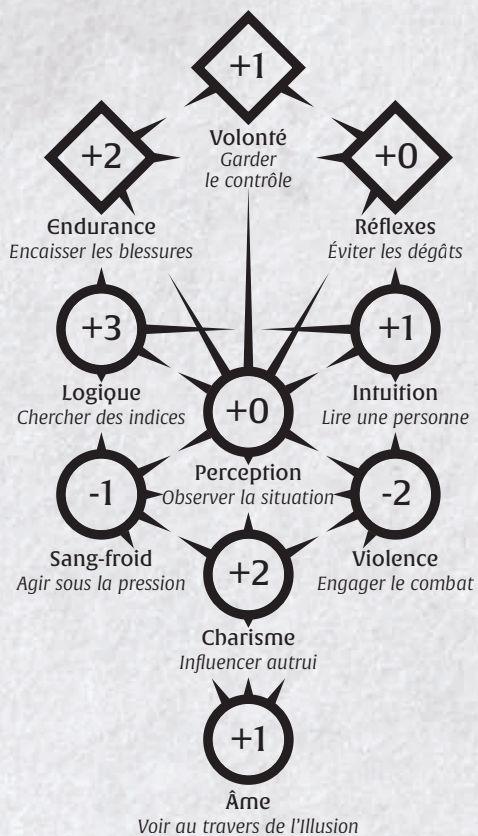 +1
Volonté
Garder
le contrôle
+2
Endurance
Encaisser les blessures
+0
Réflexes
Éviter les dégâts
+3
Logique
Chercher des indices
+1
Intuition
Lire une personne
+0
Perception
Observer la situation
-1
Sang-froid
Agir sous la pression
-2
Violence
Engager le combat
+2
Charisme
Influencer autrui
+1
Âme
Voir au travers de l'Illusion